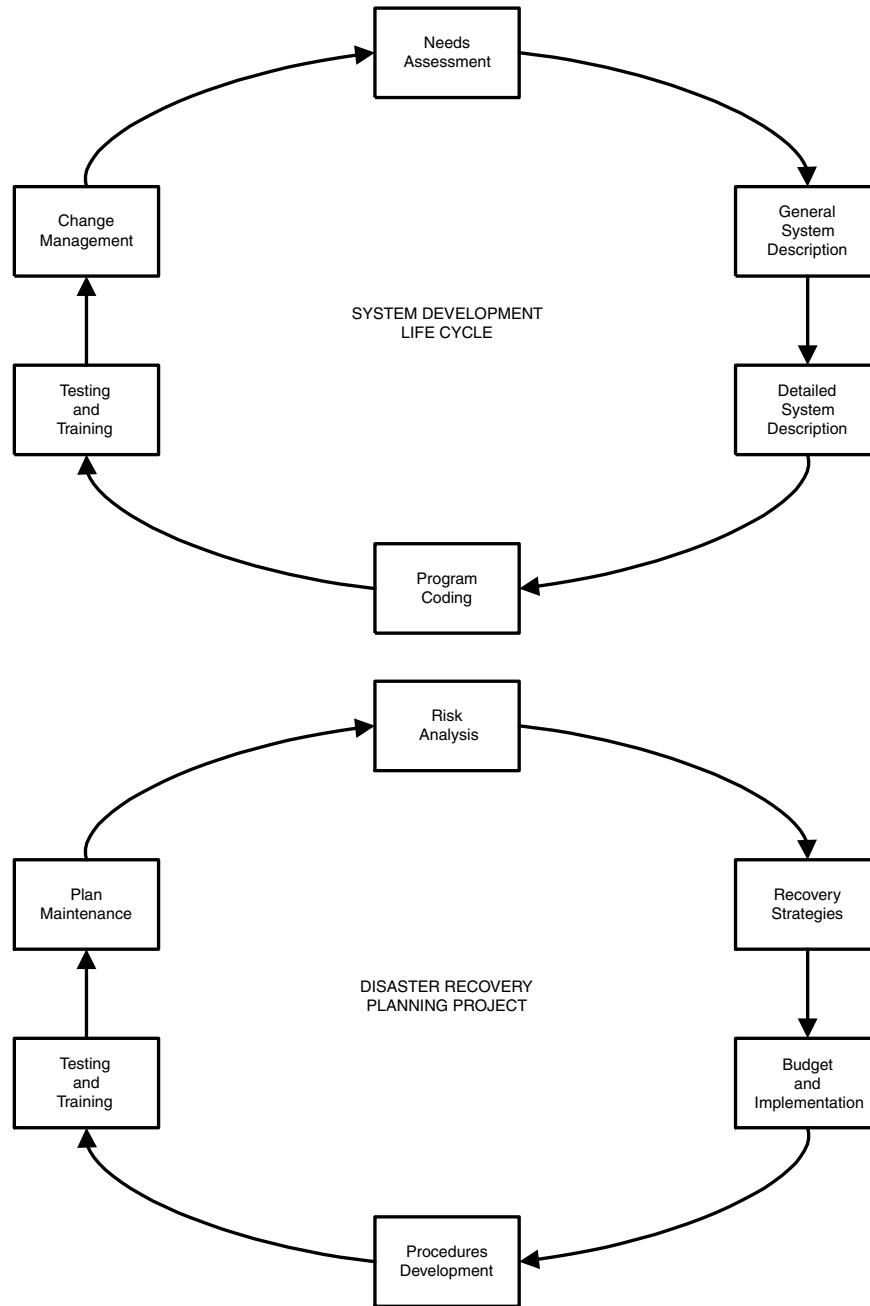 Needs
Assessment
Change
Management
General
System
Description
SYSTEM DEVELOPMENT
LIFE CYCLE
Testing
and
Training
Detailed
System
Description
Program
Coding
Risk
Analysis
Plan
Maintenance
Recovery
Strategies
DISASTER RECOVERY
PLANNING PROJECT
Testing
and
Training
Budget
and
Implementation
Procedures
Development